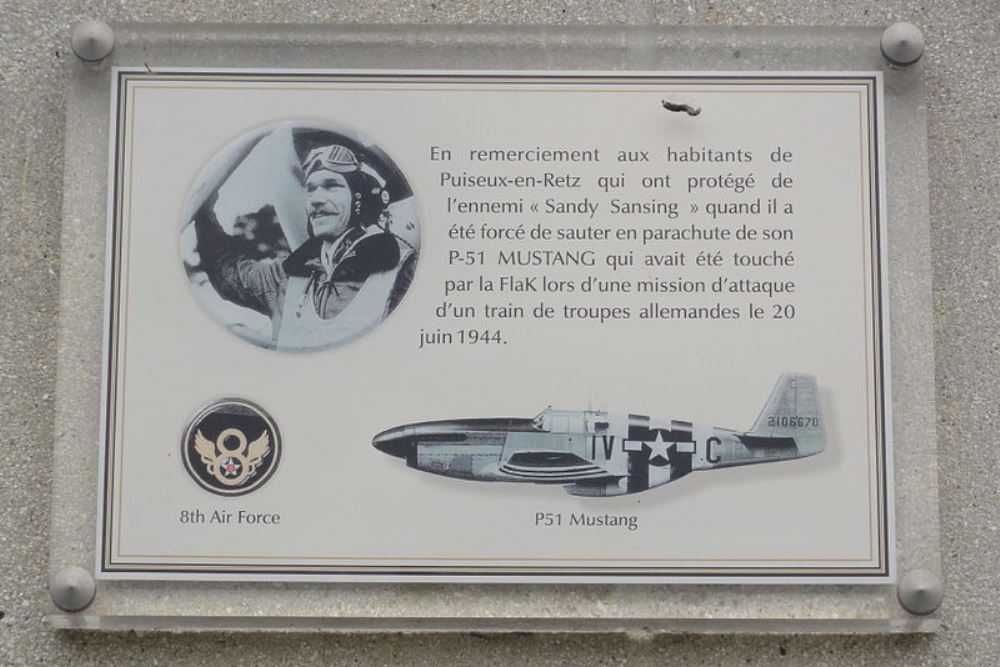 En remerciement aux habitants de
Puiseux-en-Retz qui ont protégé de
l'ennemi « Sandy Sansing » quand il a
été forcé de sauter en parachute de son
P-51 MUSTANG qui avait été touché
par la FlaK lors d'une mission d'attaque
d'un train de troupes allemandes le 20
juin 1944.
2106670
IV C
8th Air Force
P51 Mustang